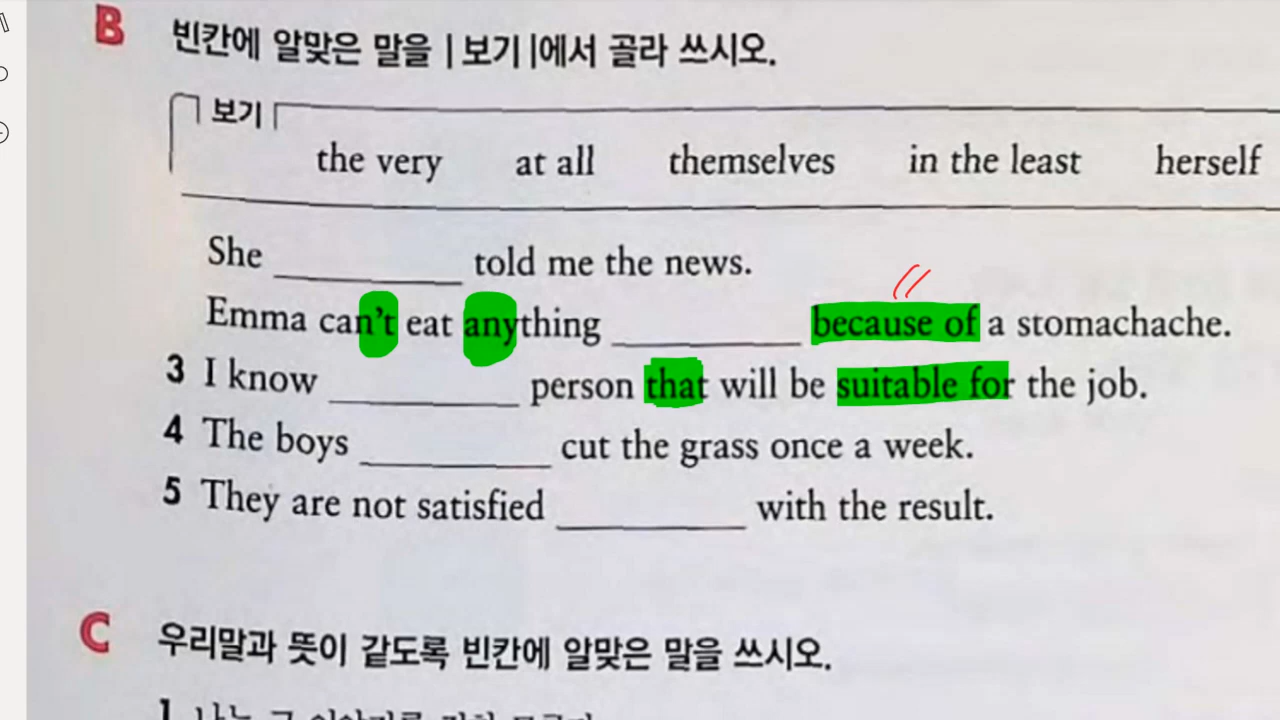 B 빈칸에 알맞은 말을 |보기|에서 골라 쓰시오.
보기
the very at all themselves in the least herself
She ________ told me the news.
Emma can't eat anything ________ because of a stomachache.
3 I know ________ person that will be suitable for the job.
4 The boys ________ cut the grass once a week.
5 They are not satisfied ________ with the result.
C 우리말과 뜻이 같도록 빈칸에 알맞은 말을 쓰시오.
1 나는 그